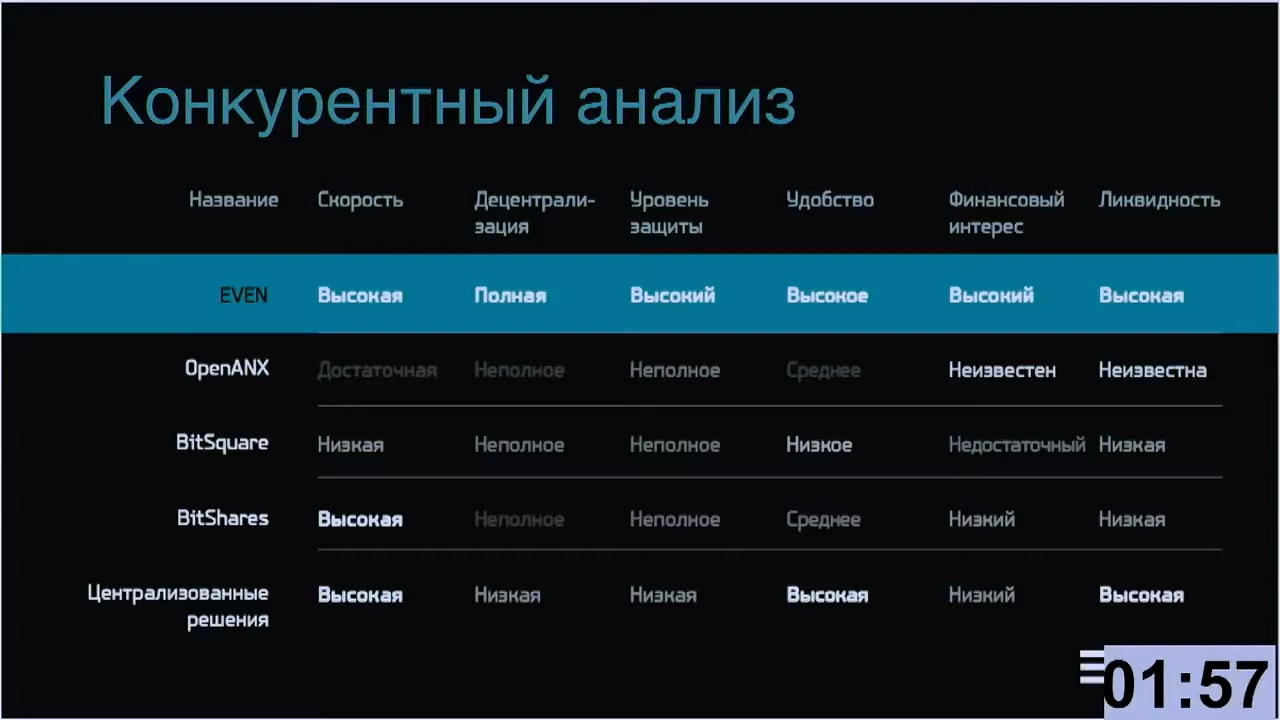 Конкурентный анализ
Название Скорость Децентрали- Уровень Удобство Финансовый Ликвидность
зация защиты интерес
EVEN Высокая Полная Высокий Высокое Высокий Высокая
OpenANX Достаточная Неполное Неполное Среднее Неизвестен Неизвестна
BitSquare Низкая Неполное Неполное Низкое Недостаточный Низкая
BitShares Высокая Неполное Неполное Среднее Низкий Низкая
Централизованные Высокая Низкая Низкая Высокая Низкий Высокая
решения
01:57